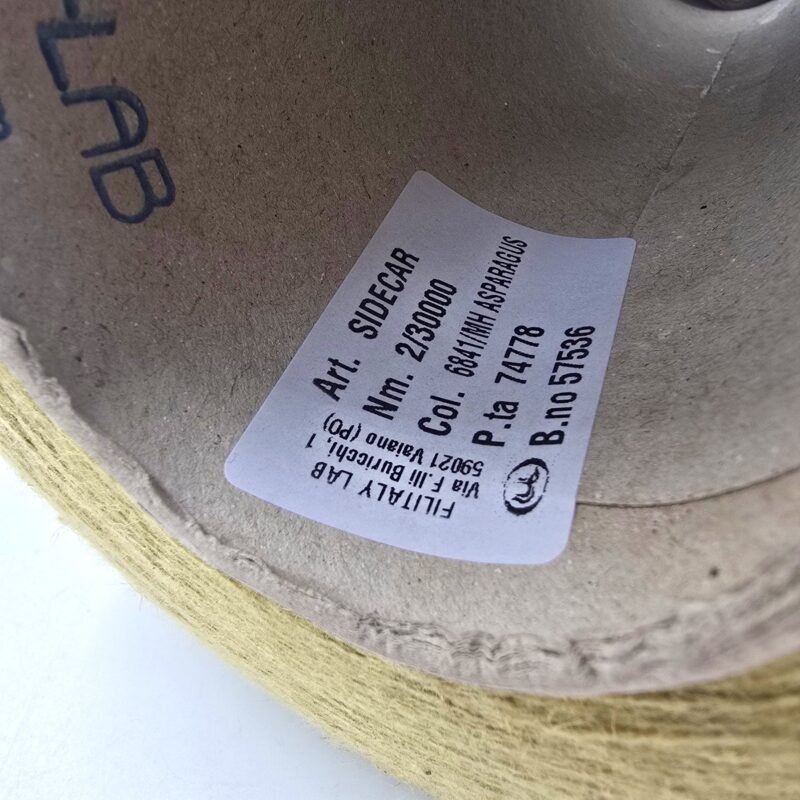 -LAB
Art. SIDECAR
Nm. 2/30000
Col. 6841/MH ASPARAGUS
P.ta 74778
B.no 57536
FILITALY LAB
Via F.lli Buricchi, 1
59021 Vaiano (PO)